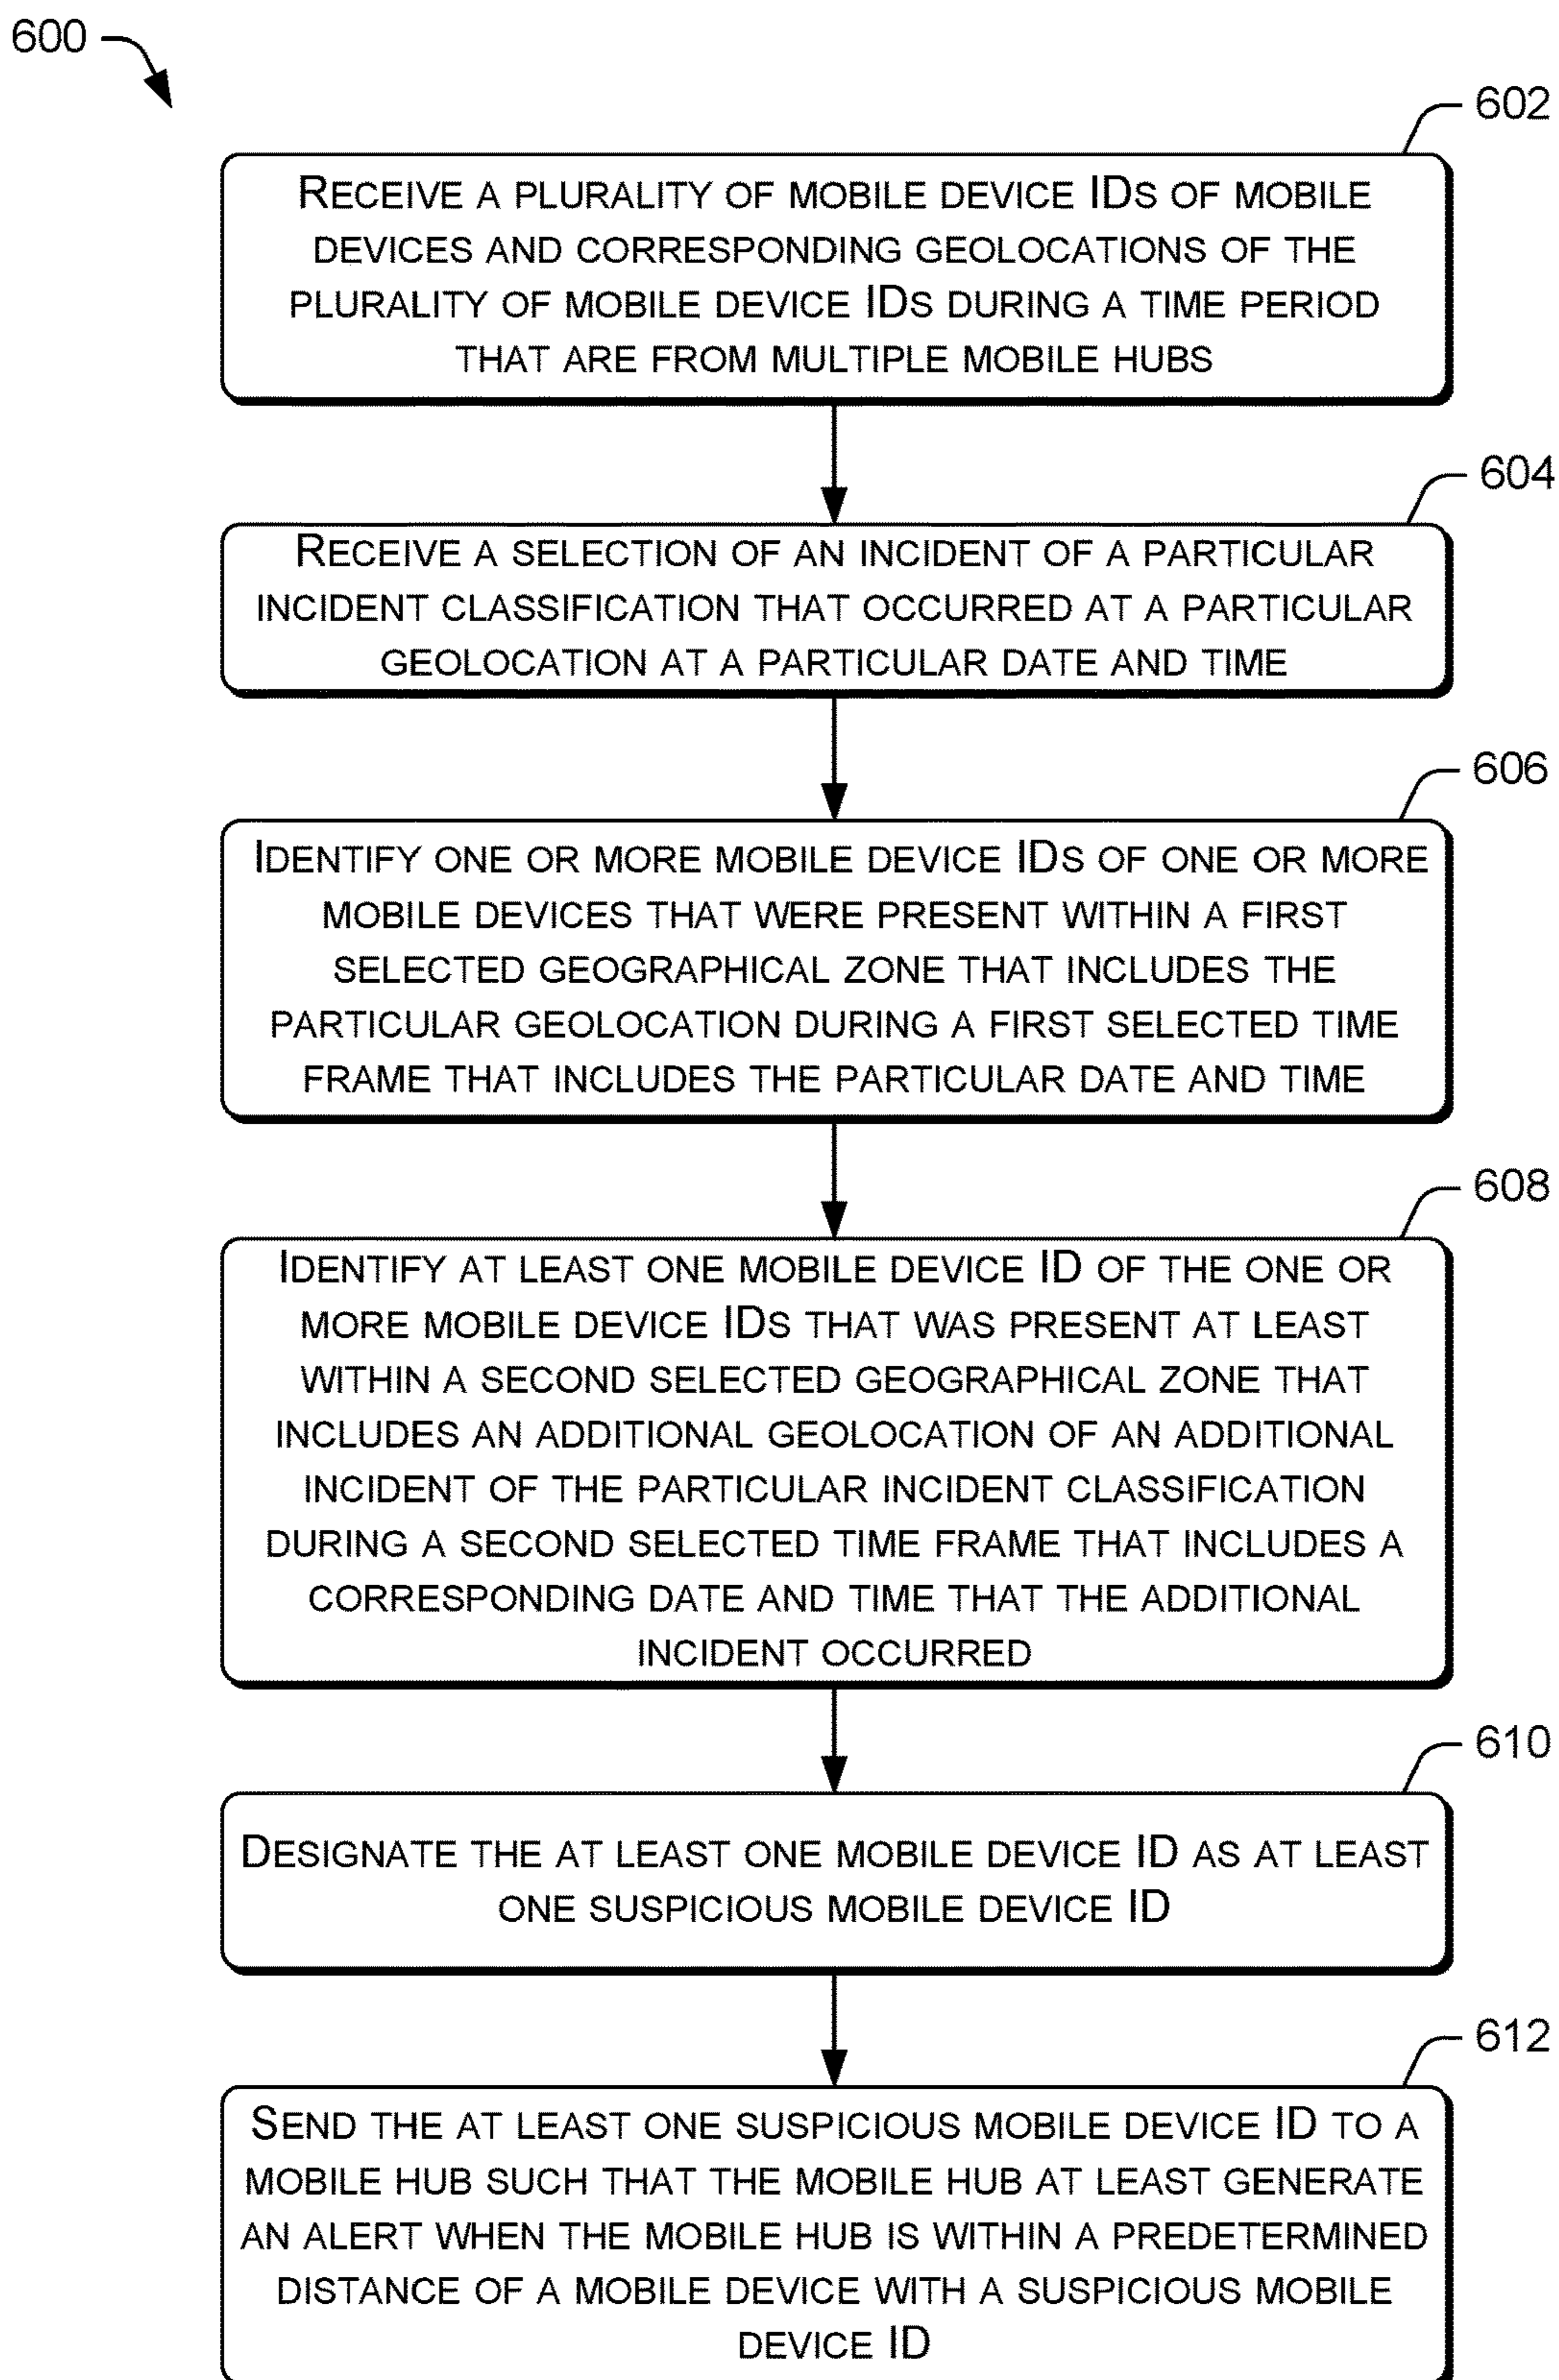 600
602
RECEIVE A PLURALITY OF MOBILE DEVICE IDS OF MOBILE
DEVICES AND CORRESPONDING GEOLOCATIONS OF THE
PLURALITY OF MOBILE DEVICE IDS DURING A TIME PERIOD
THAT ARE FROM MULTIPLE MOBILE HUBS
604
RECEIVE A SELECTION OF AN INCIDENT OF A PARTICULAR
INCIDENT CLASSIFICATION THAT OCCURRED AT A PARTICULAR
GEOLOCATION AT A PARTICULAR DATE AND TIME
606
IDENTIFY ONE OR MORE MOBILE DEVICE IDS OF ONE OR MORE
MOBILE DEVICES THAT WERE PRESENT WITHIN A FIRST
SELECTED GEOGRAPHICAL ZONE THAT INCLUDES THE
PARTICULAR GEOLOCATION DURING A FIRST SELECTED TIME
FRAME THAT INCLUDES THE PARTICULAR DATE AND TIME
608
IDENTIFY AT LEAST ONE MOBILE DEVICE ID OF THE ONE OR
MORE MOBILE DEVICE IDS THAT WAS PRESENT AT LEAST
WITHIN A SECOND SELECTED GEOGRAPHICAL ZONE THAT
INCLUDES AN ADDITIONAL GEOLOCATION OF AN ADDITIONAL
INCIDENT OF THE PARTICULAR INCIDENT CLASSIFICATION
DURING A SECOND SELECTED TIME FRAME THAT INCLUDES A
CORRESPONDING DATE AND TIME THAT THE ADDITIONAL
INCIDENT OCCURRED
610
DESIGNATE THE AT LEAST ONE MOBILE DEVICE ID AS AT LEAST
ONE SUSPICIOUS MOBILE DEVICE ID
612
SEND THE AT LEAST ONE SUSPICIOUS MOBILE DEVICE ID TO A
MOBILE HUB SUCH THAT THE MOBILE HUB AT LEAST GENERATE
AN ALERT WHEN THE MOBILE HUB IS WITHIN A PREDETERMINED
DISTANCE OF A MOBILE DEVICE WITH A SUSPICIOUS MOBILE
DEVICE ID